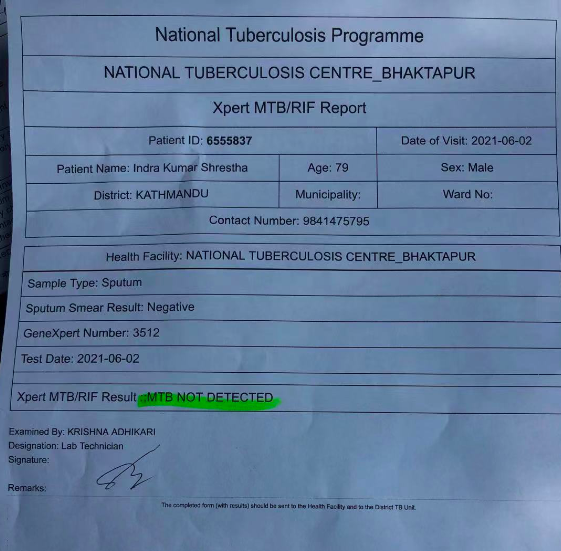 National Tuberculosis Programme
NATIONAL TUBERCULOSIS CENTRE_BHAKTAPUR
Xpert MTB/RIF Report
Patient ID: 6555837 Date of Visit: 2021-06-02
Patient Name: Indra Kumar Shrestha Age: 79 Sex: Male
District: KATHMANDU Municipality: Ward No:
Contact Number: 9841475795
Health Facility: NATIONAL TUBERCULOSIS CENTRE_BHAKTAPUR
Sample Type: Sputum
Sputum Smear Result: Negative
GeneXpert Number: 3512
Test Date: 2021-06-02
Xpert MTB/RIF Result :MTB NOT DETECTED
Examined By: KRISHNA ADHIKARI
Designation: Lab Technician
Signature:
Remarks:
The completed form (with results) should be sent to the Health Facility and to the District TB Unit.